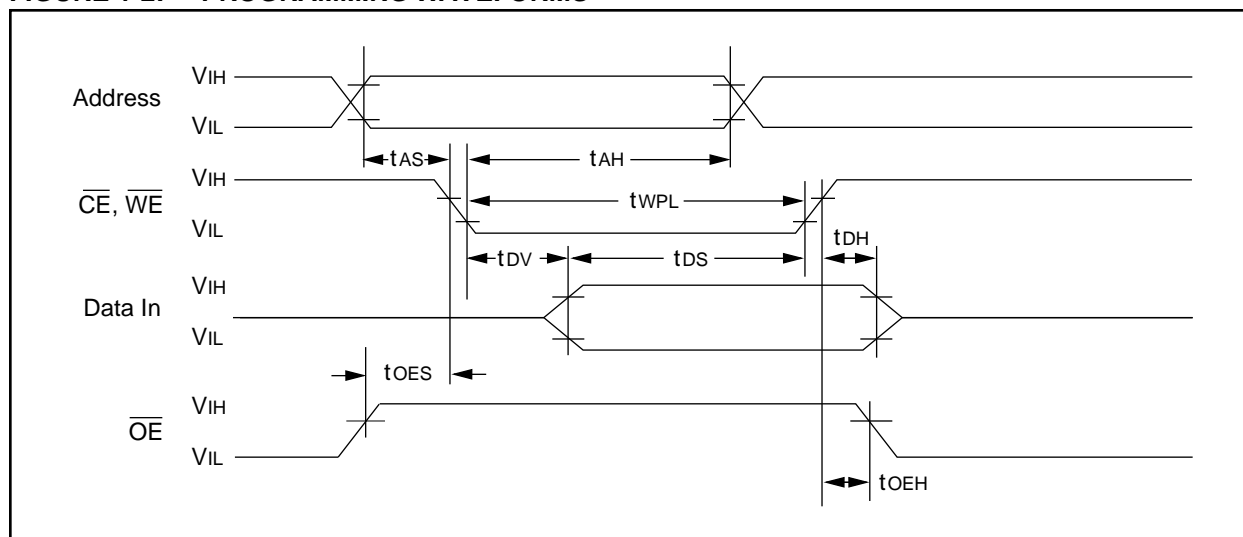 Address
VIH
VIL
tAS
tAH
CE, WE
VIH
VIL
tWPL
tDV
tDS
tDH
Data In
VIH
VIL
tOES
OE
VIH
VIL
tOEH